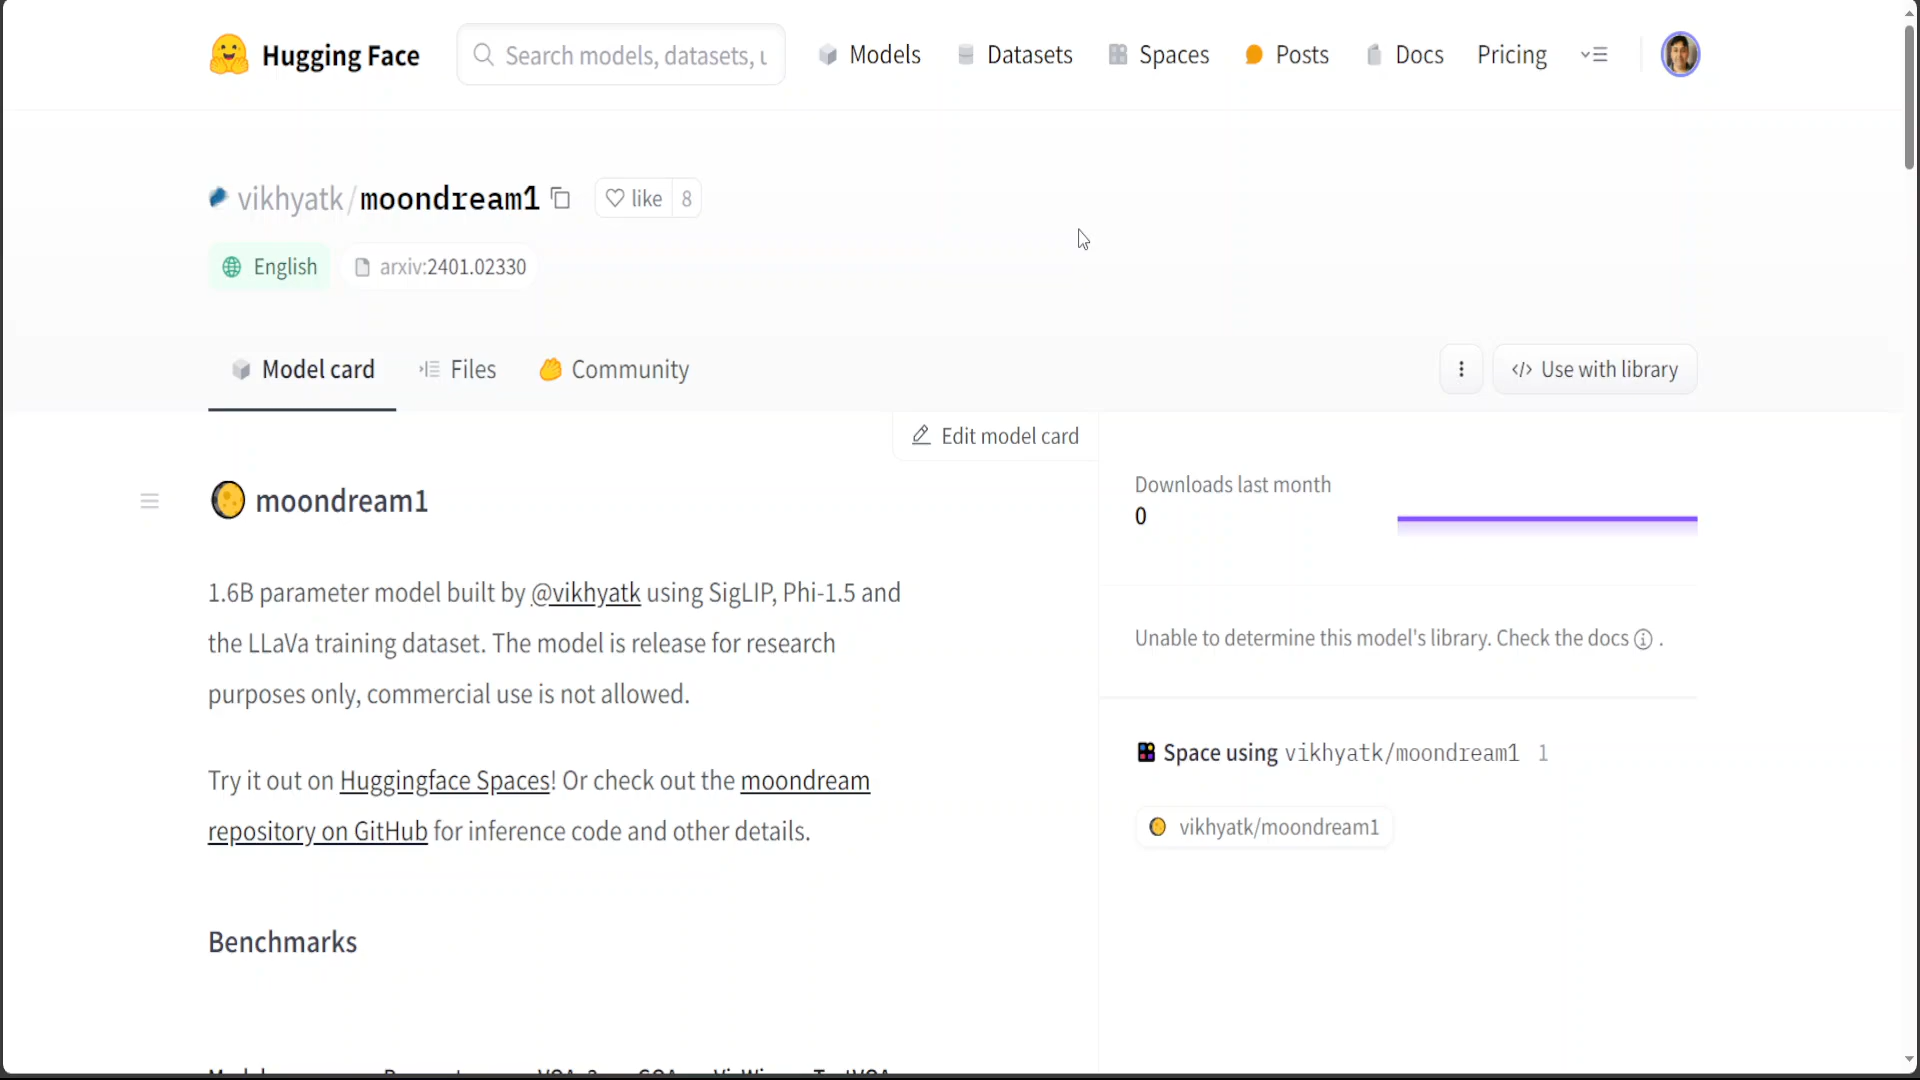 Hugging Face
Search models, datasets, u
Models
Datasets
Spaces
Posts
Docs
Pricing
vikhyatk/moondream1
like 8
English
arxiv:2401.02330
Model card
Files
Community
Use with library
Edit model card
moondream1
1.6B parameter model built by @vikhyatk using SigLIP, Phi-1.5 and
the LLaVa training dataset. The model is release for research
purposes only, commercial use is not allowed.
Try it out on Huggingface Spaces! Or check out the moondream
repository on GitHub for inference code and other details.
Benchmarks
Downloads last month
0
Unable to determine this model's library. Check the docs .
Space using vikhyatk/moondream1 1
vikhyatk/moondream1